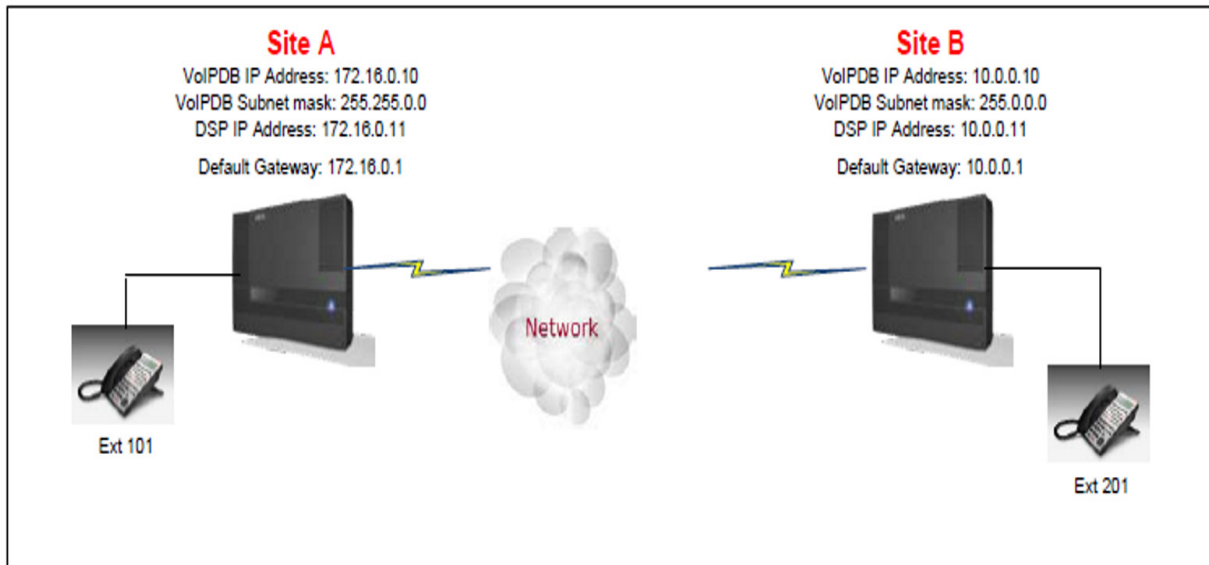 Site A
VoIPDB IP Address: 172.16.0.10
VoIPDB Subnet mask: 255.255.0.0
DSP IP Address: 172.16.0.11
Default Gateway: 172.16.0.1
Site B
VoIPDB IP Address: 10.0.0.10
VoIPDB Subnet mask: 255.0.0.0
DSP IP Address: 10.0.0.11
Default Gateway: 10.0.0.1
Network
Ext 101
Ext 201